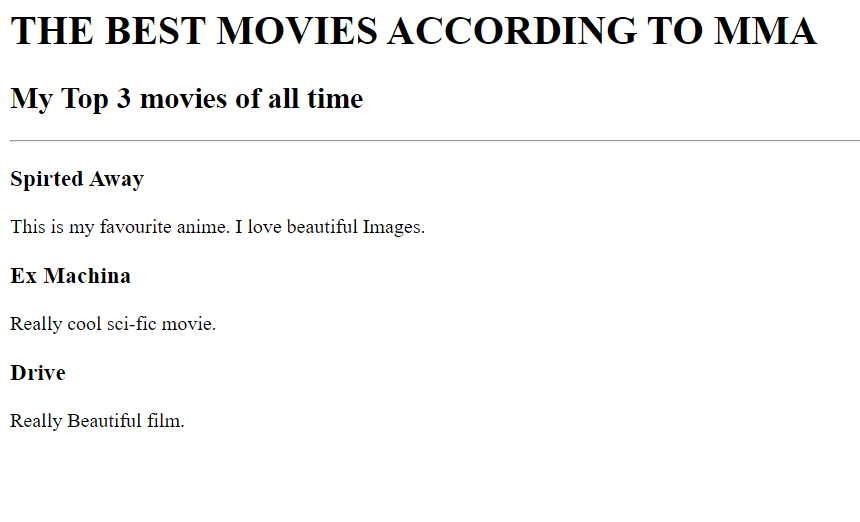 THE BEST MOVIES ACCORDING TO MMA
My Top 3 movies of all time
Spirted Away
This is my favourite anime. I love beautiful Images.
Ex Machina
Really cool sci-fic movie.
Drive
Really Beautiful film.